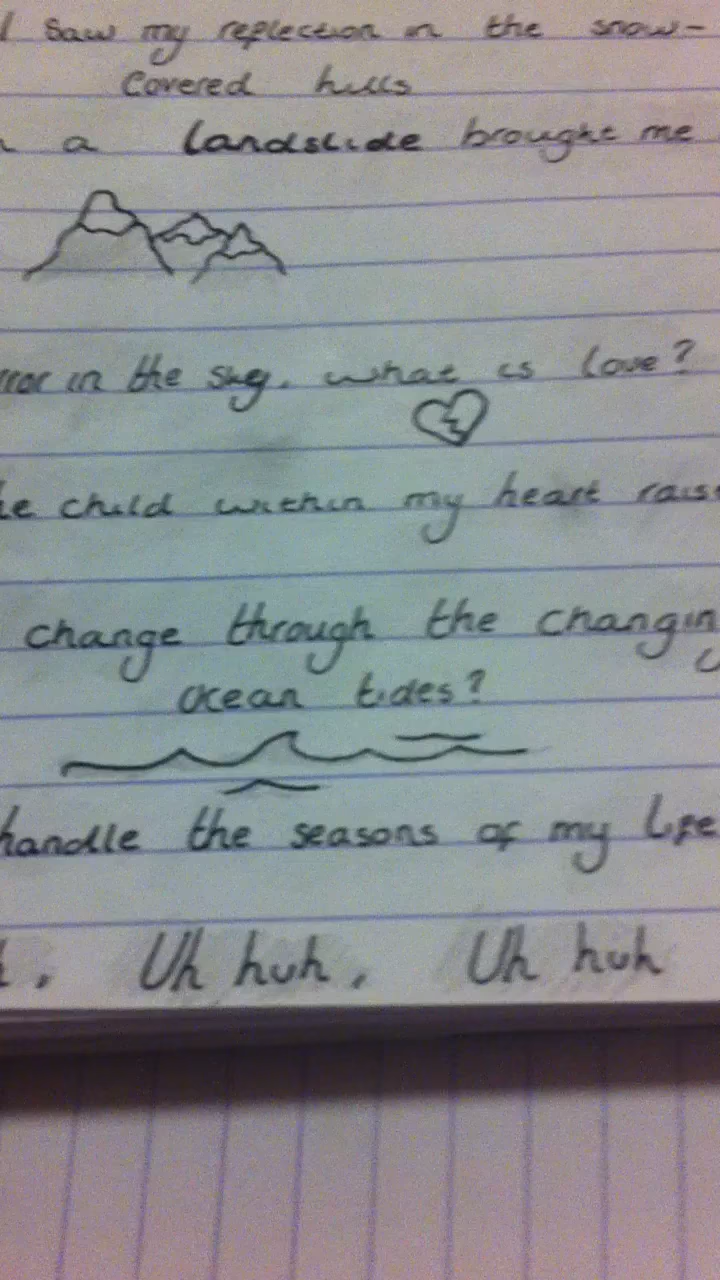 I saw my reflection in the snow-
covered hills
a landslide brought me
in the sky. what is love?
child within my heart
change through the
ocean tides?
handle the seasons of my life
Uh huh, Uh huh